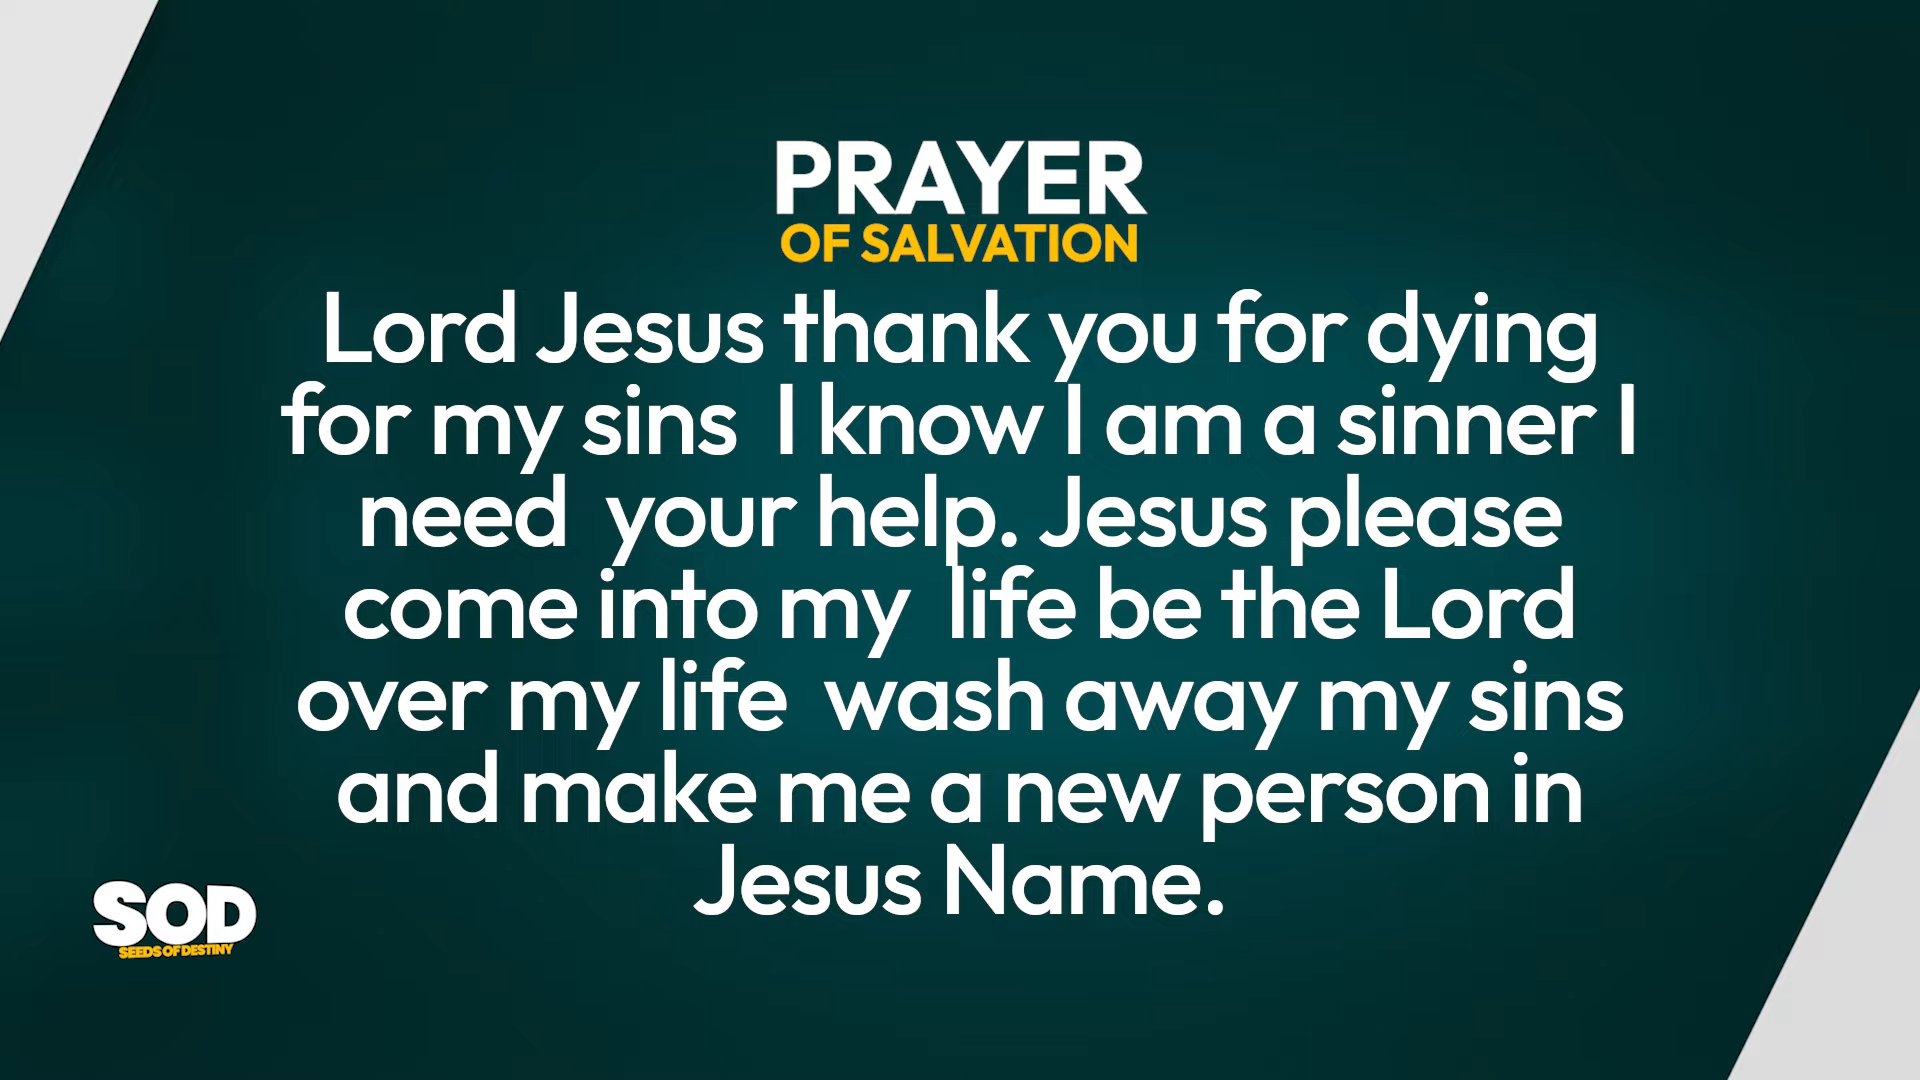 PRAYER
OF SALVATION
Lord Jesus thank you for dying
for my sins  I know I am a sinner I
need  your help. Jesus please
come into my  life be the Lord
over my life  wash away my sins
and make me a new person in
Jesus Name.
SOD
SEEDS OF DESTINY